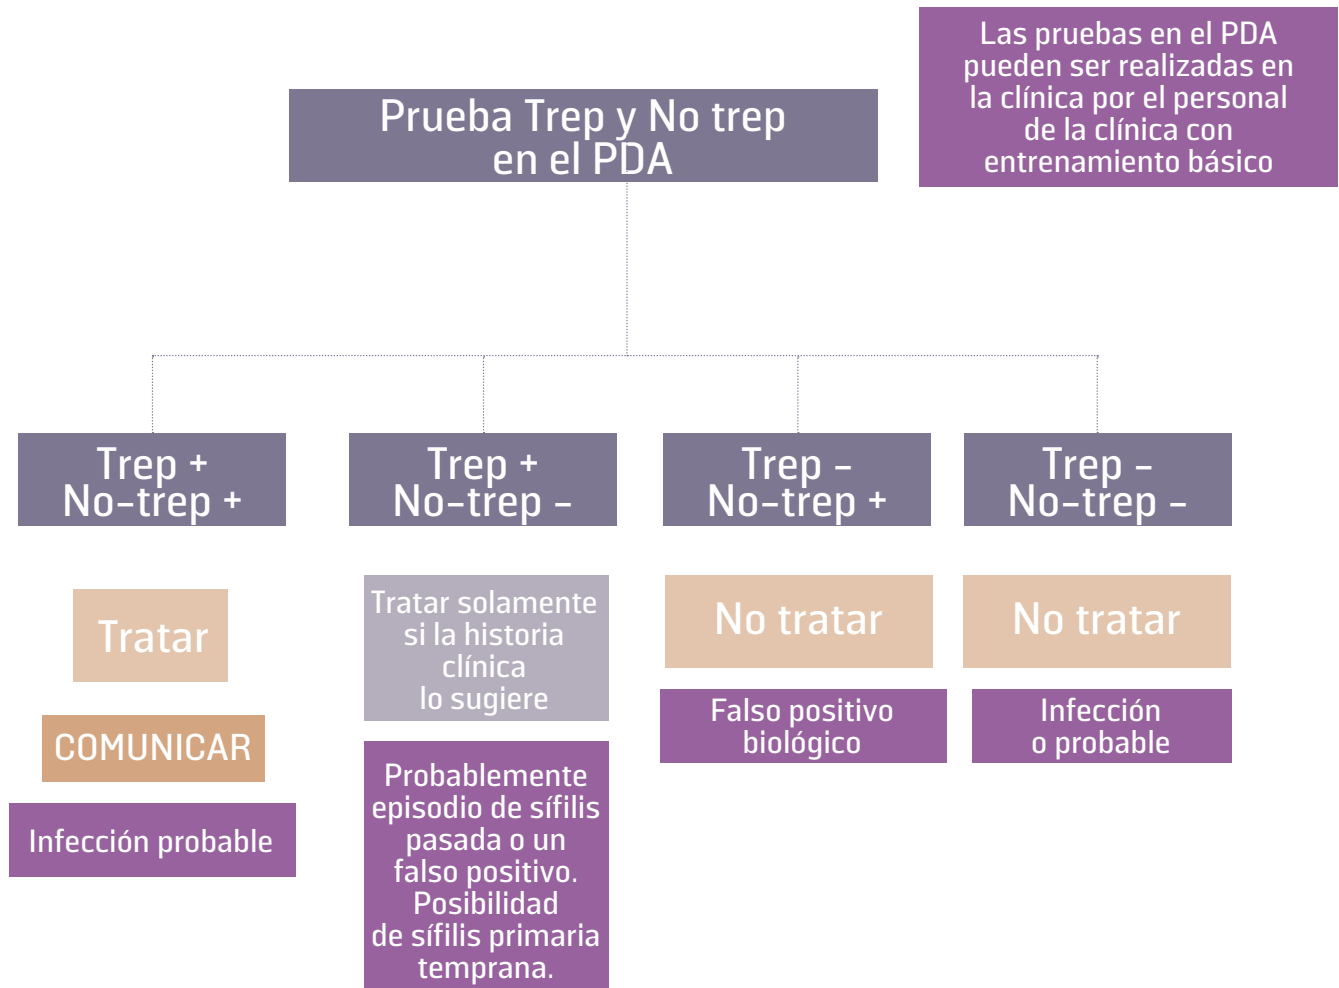 Las pruebas en el PDA
pueden ser realizadas en
la clínica por el personal
de la clínica con
entrenamiento básico
Prueba Trep y No trep
en el PDA
Trep +
No-trep +
Trep +
No-trep -
Trep -
No-trep +
Trep -
No-trep -
Tratar
COMUNICAR
Infección probable
Tratar solamente
si la historia
clínica
lo sugiere
Probablemente
episodio de sífilis
pasada o un
falso positivo.
Posibilidad
de sífilis primaria
temprana.
No tratar
Falso positivo
biológico
No tratar
Infección
o probable